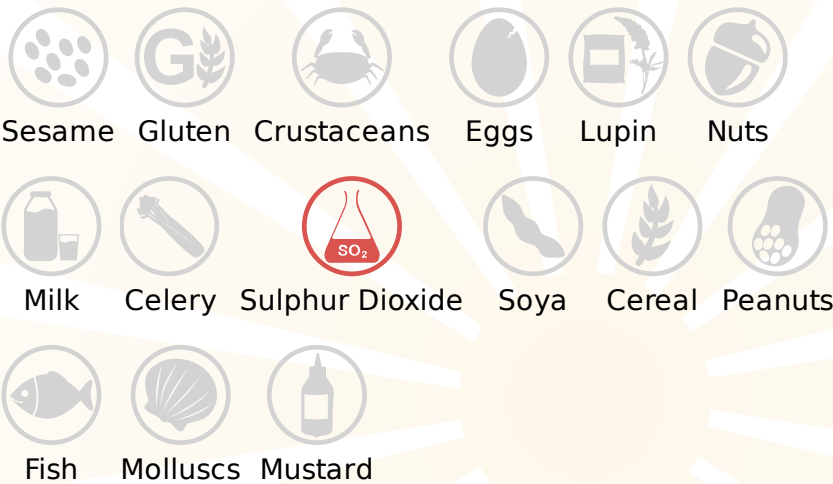 G
Sesame Gluten Crustaceans Eggs Lupin Nuts
SO₂
Milk Celery Sulphur Dioxide Soya Cereal Peanuts
Fish Molluscs Mustard